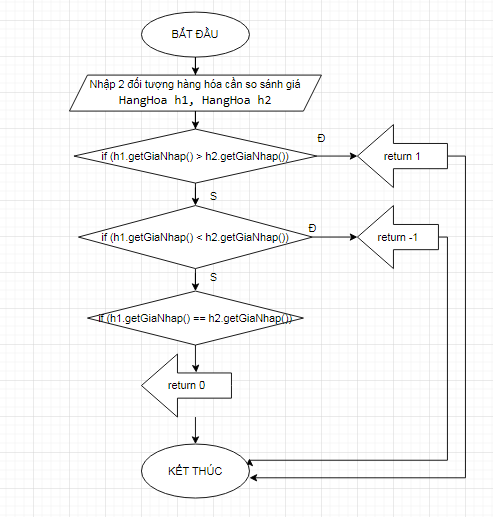 BẮT ĐẦU
Nhập 2 đối tượng hàng hóa cần so sánh giá
HangHoa h1, HangHoa h2
if (h1.getGiaNhap() > h2.getGiaNhap())
Đ
return 1
S
if (h1.getGiaNhap() < h2.getGiaNhap())
Đ
return -1
S
if (h1.getGiaNhap() == h2.getGiaNhap())
return 0
KẾT THÚC